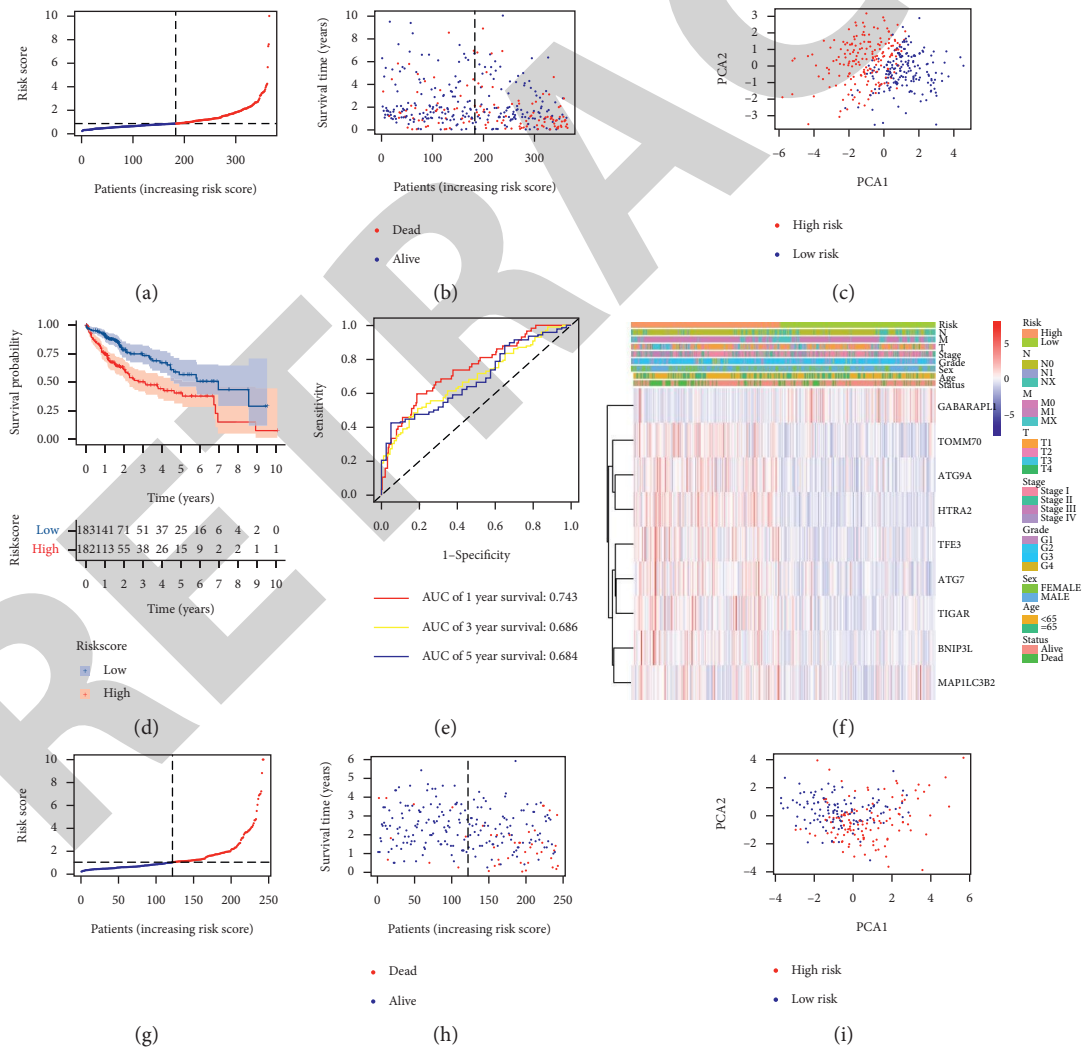 RETRAC
10
8
6
4
2
0
Risk score
0 100 200 300
Patients (increasing risk score)
(a)
10
8
6
4
2
0
Survival time (years)
0 100 200 300
Patients (increasing risk score)
Dead
Alive
(b)
3
2
1
0
−1
−2
−3
PCA2
−6 −4 −2 0 2 4
PCA1
High risk
Low risk
(c)
1.00
0.75
0.50
0.25
0.00
Survival probability
0 1 2 3 4 5 6 7 8 9 10
Time (years)
Riskscore
Low 183 141 71 51 37 25 16 6 4 2 0
High 182 113 55 38 26 15 9 2 2 1 1
0 1 2 3 4 5 6 7 8 9 10
Time (years)
Riskscore
Low
High
(d)
1.0
0.8
0.6
0.4
0.2
0.0
Sensitivity
0.0 0.2 0.4 0.6 0.8 1.0
1−Specificity
AUC of 1 year survival: 0.743
AUC of 3 year survival: 0.686
AUC of 5 year survival: 0.684
(e)
Risk
N
M
T
Stage
Grade
Sex
Age
Status
GABARAPL1
TOMM70
ATG9A
HTRA2
TFE3
ATG7
TIGAR
BNIP3L
MAP1LC3B2
5
0
−5
Risk
High
Low
N
N0
N1
NX
M
M0
M1
MX
T
T1
T2
T3
T4
Stage
Stage I
Stage II
Stage III
Stage IV
Grade
G1
G2
G3
G4
Sex
FEMALE
MALE
Age
<65
=65
Status
Alive
Dead
(f)
10
8
6
4
2
0
Risk score
0 50 100 150 200 250
Patients (increasing risk score)
(g)
6
5
4
3
2
1
0
Survival time (years)
0 50 100 150 200 250
Patients (increasing risk score)
Dead
Alive
(h)
4
2
0
−2
−4
PCA2
−4 −2 0 2 4 6
PCA1
High risk
Low risk
(i)